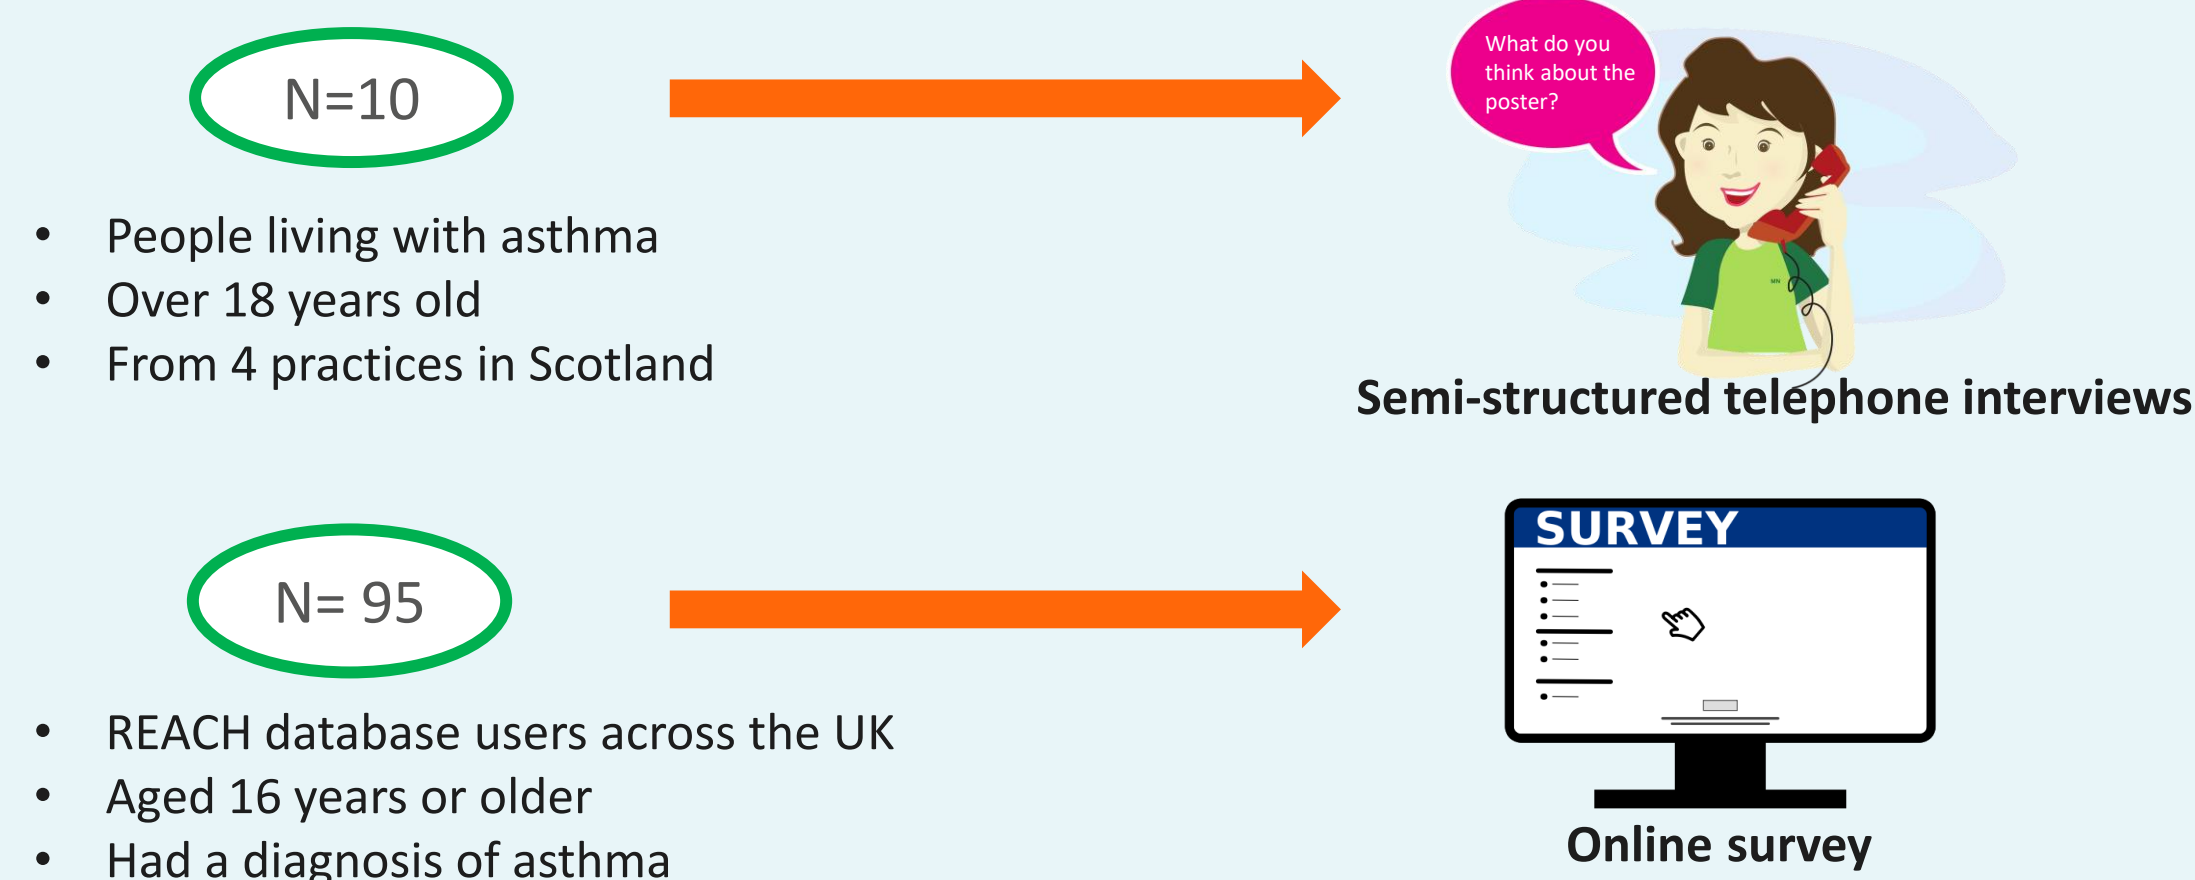 N=10
What do you
think about the
poster?
• People living with asthma
• Over 18 years old
• From 4 practices in Scotland
Semi-structured telephone interviews
N= 95
SURVEY
• REACH database users across the UK
• Aged 16 years or older
• Had a diagnosis of asthma
Online survey